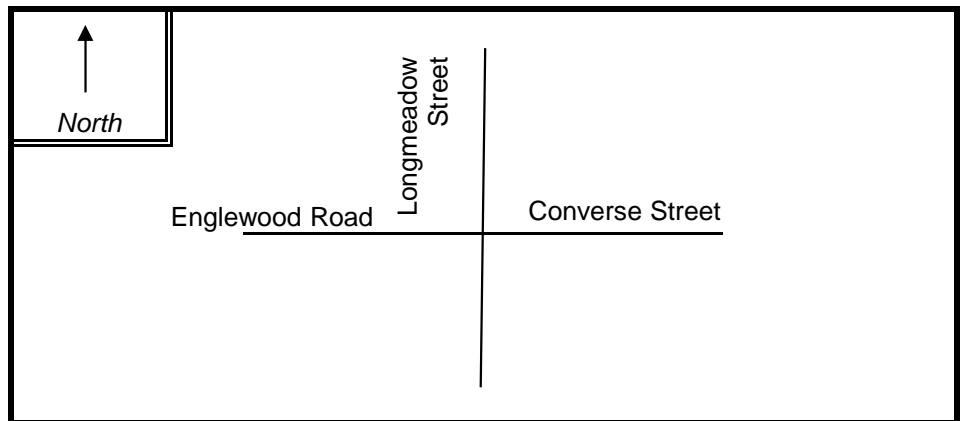 North
Longmeadow
Street
Englewood Road
Converse Street